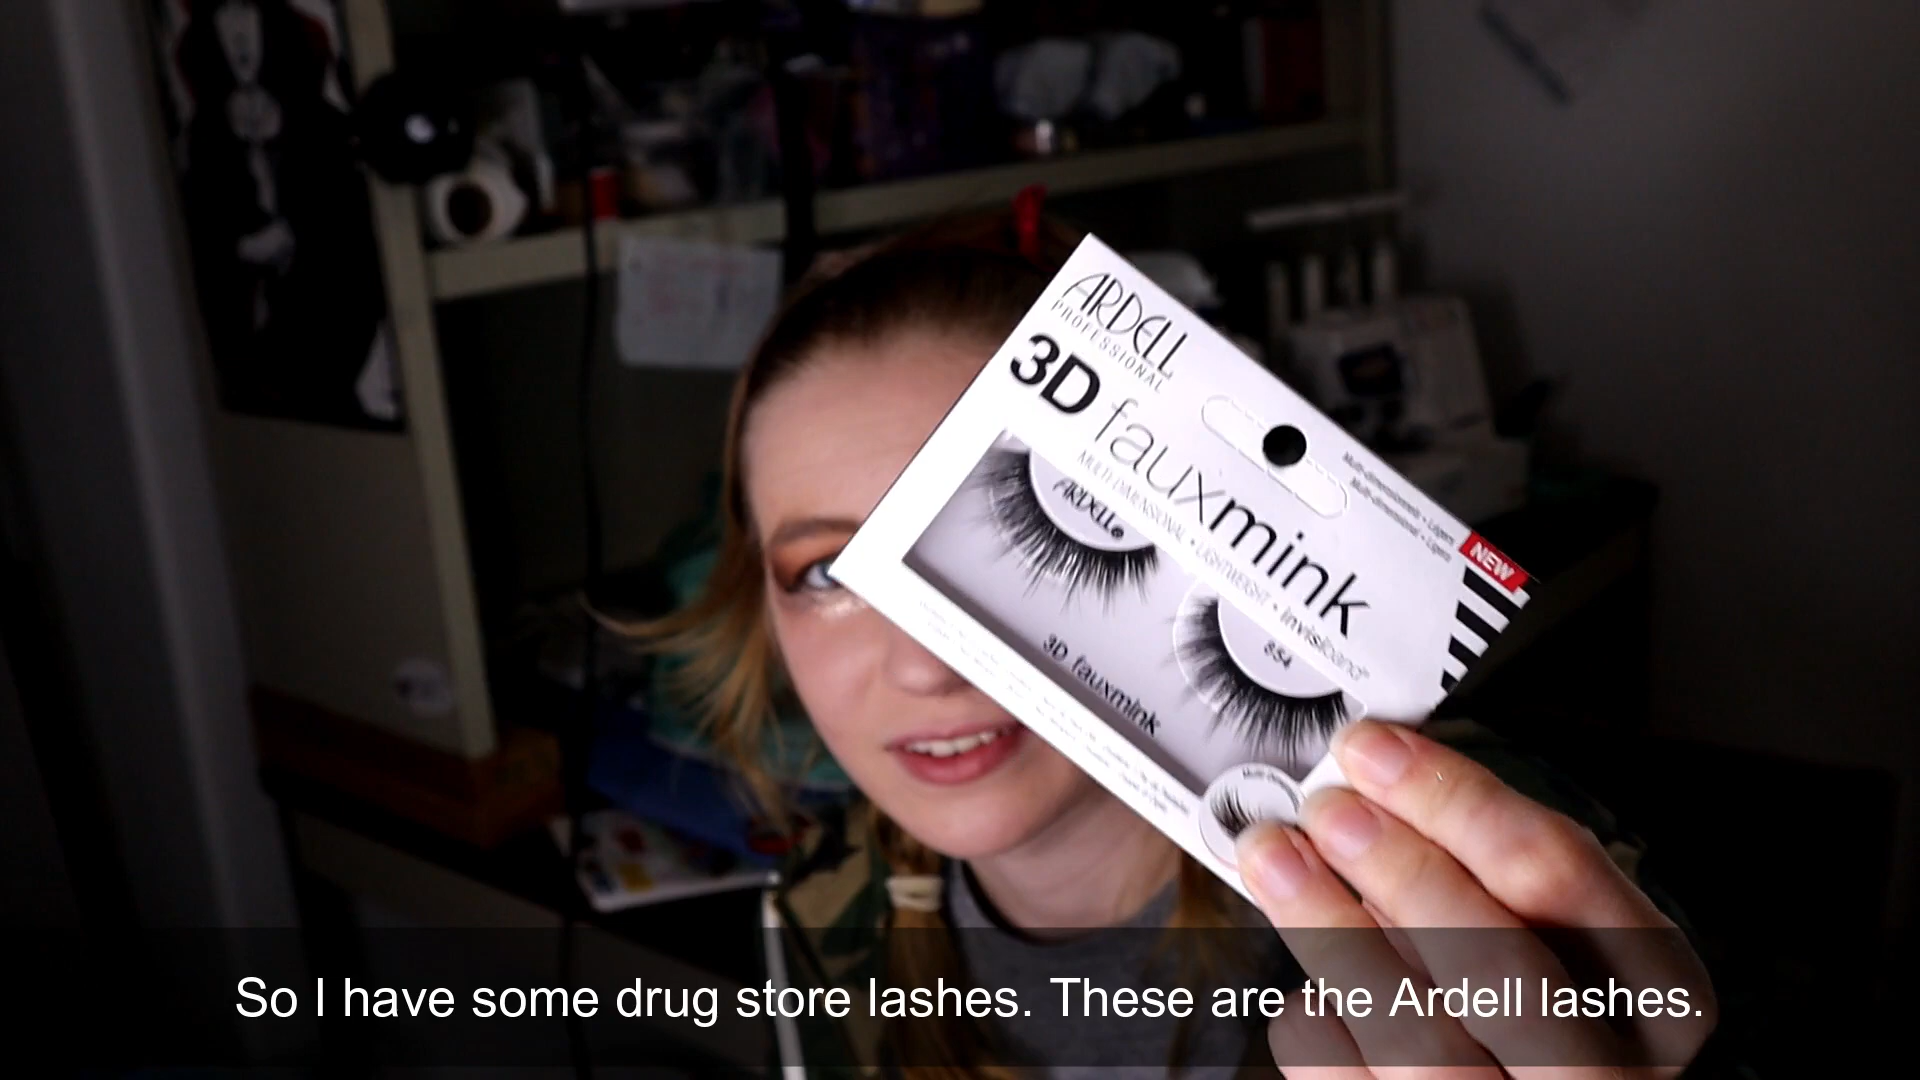 ARDELL
PROFESSIONAL
3D fauxmink
MULTI-DIMENSIONAL • LIGHTWEIGHT • invisiband
NEW
ARDELL
854
3D fauxmink
So I have some drug store lashes. These are the Ardell lashes.